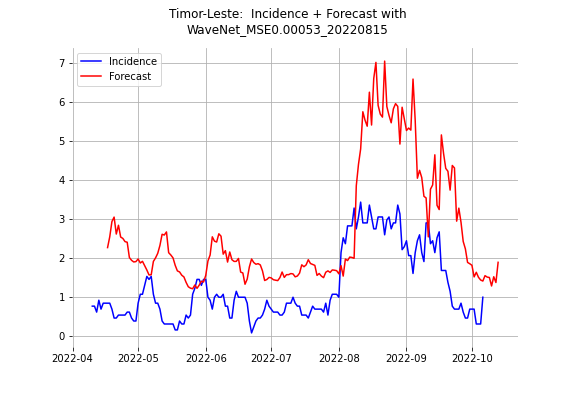 Timor-Leste:  Incidence + Forecast with
WaveNet_MSE0.00053_20220815
Incidence
Forecast
7
6
5
4
3
2
1
0
2022-04 2022-05 2022-06 2022-07 2022-08 2022-09 2022-10